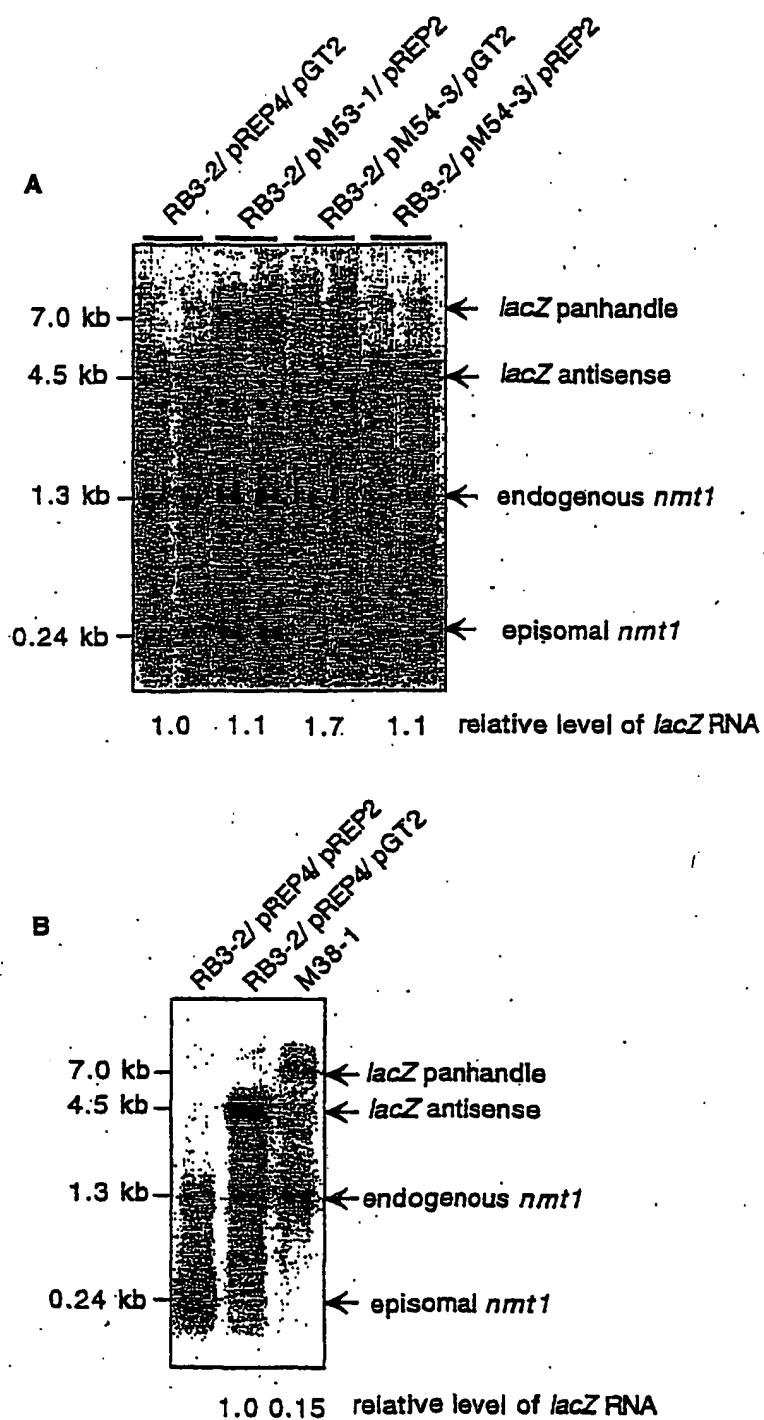 A
RB3-2/ pREP4/ pGT2
RB3-2/ pM53-1/ pREP2
RB3-2/ pM54-3/ pGT2
RB3-2/ pM54-3/ pREP2
7.0 kb
lacZ panhandle
4.5 kb
lacZ antisense
1.3 kb
endogenous nmt1
0.24 kb
episomal nmt1
1.0 1.1 1.7 1.1 relative level of lacZ RNA
B
RB3-2/ pREP4/ pREP2
RB3-2/ pREP4/ pGT2
M38-1
7.0 kb
lacZ panhandle
4.5 kb
lacZ antisense
1.3 kb
endogenous nmt1
0.24 kb
episomal nmt1
1.0 0.15 relative level of lacZ RNA